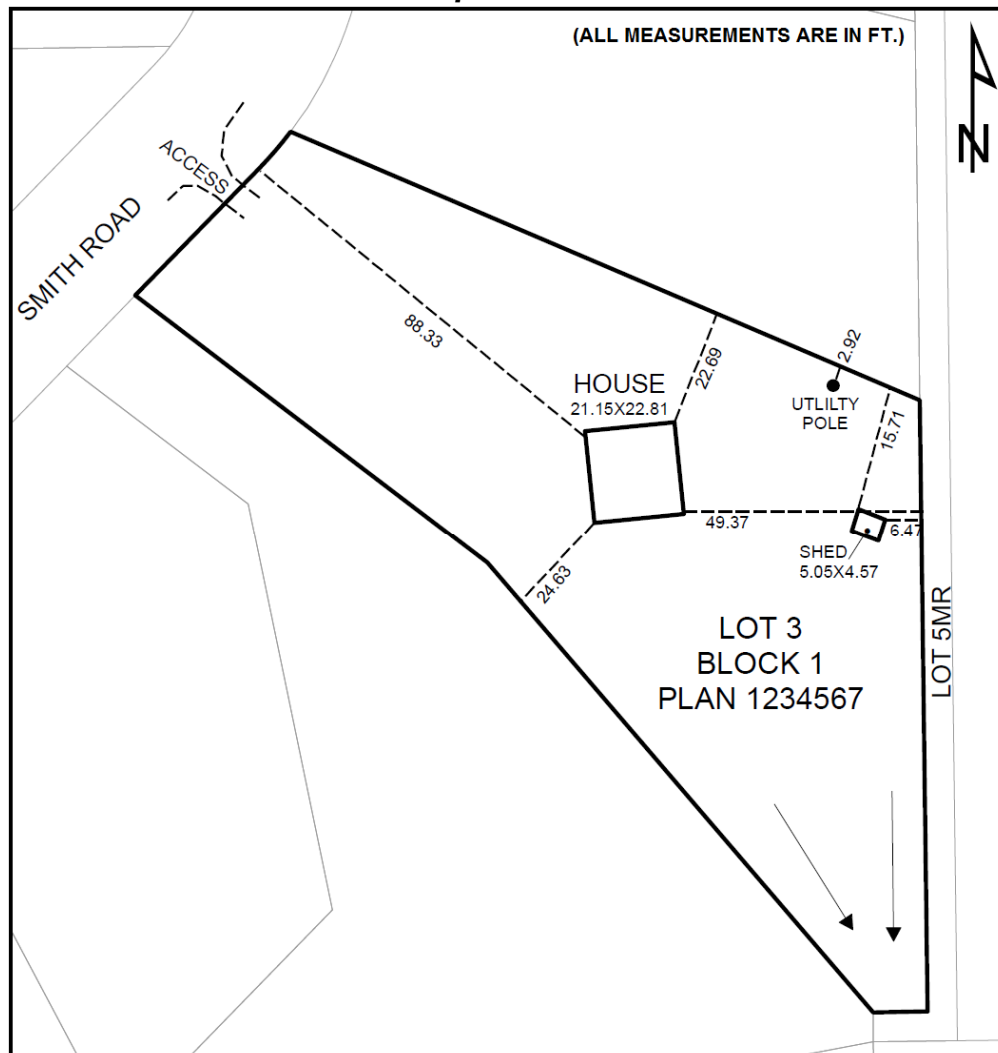 (ALL MEASUREMENTS ARE IN FT.)
N
ACCESS
SMITH ROAD
88.33
22.69
2.92
HOUSE
21.15X22.81
UTLILTY
POLE
15.71
49.37
6.47
SHED
5.05X4.57
24.63
LOT 3
BLOCK 1
PLAN 1234567
LOT 5MR